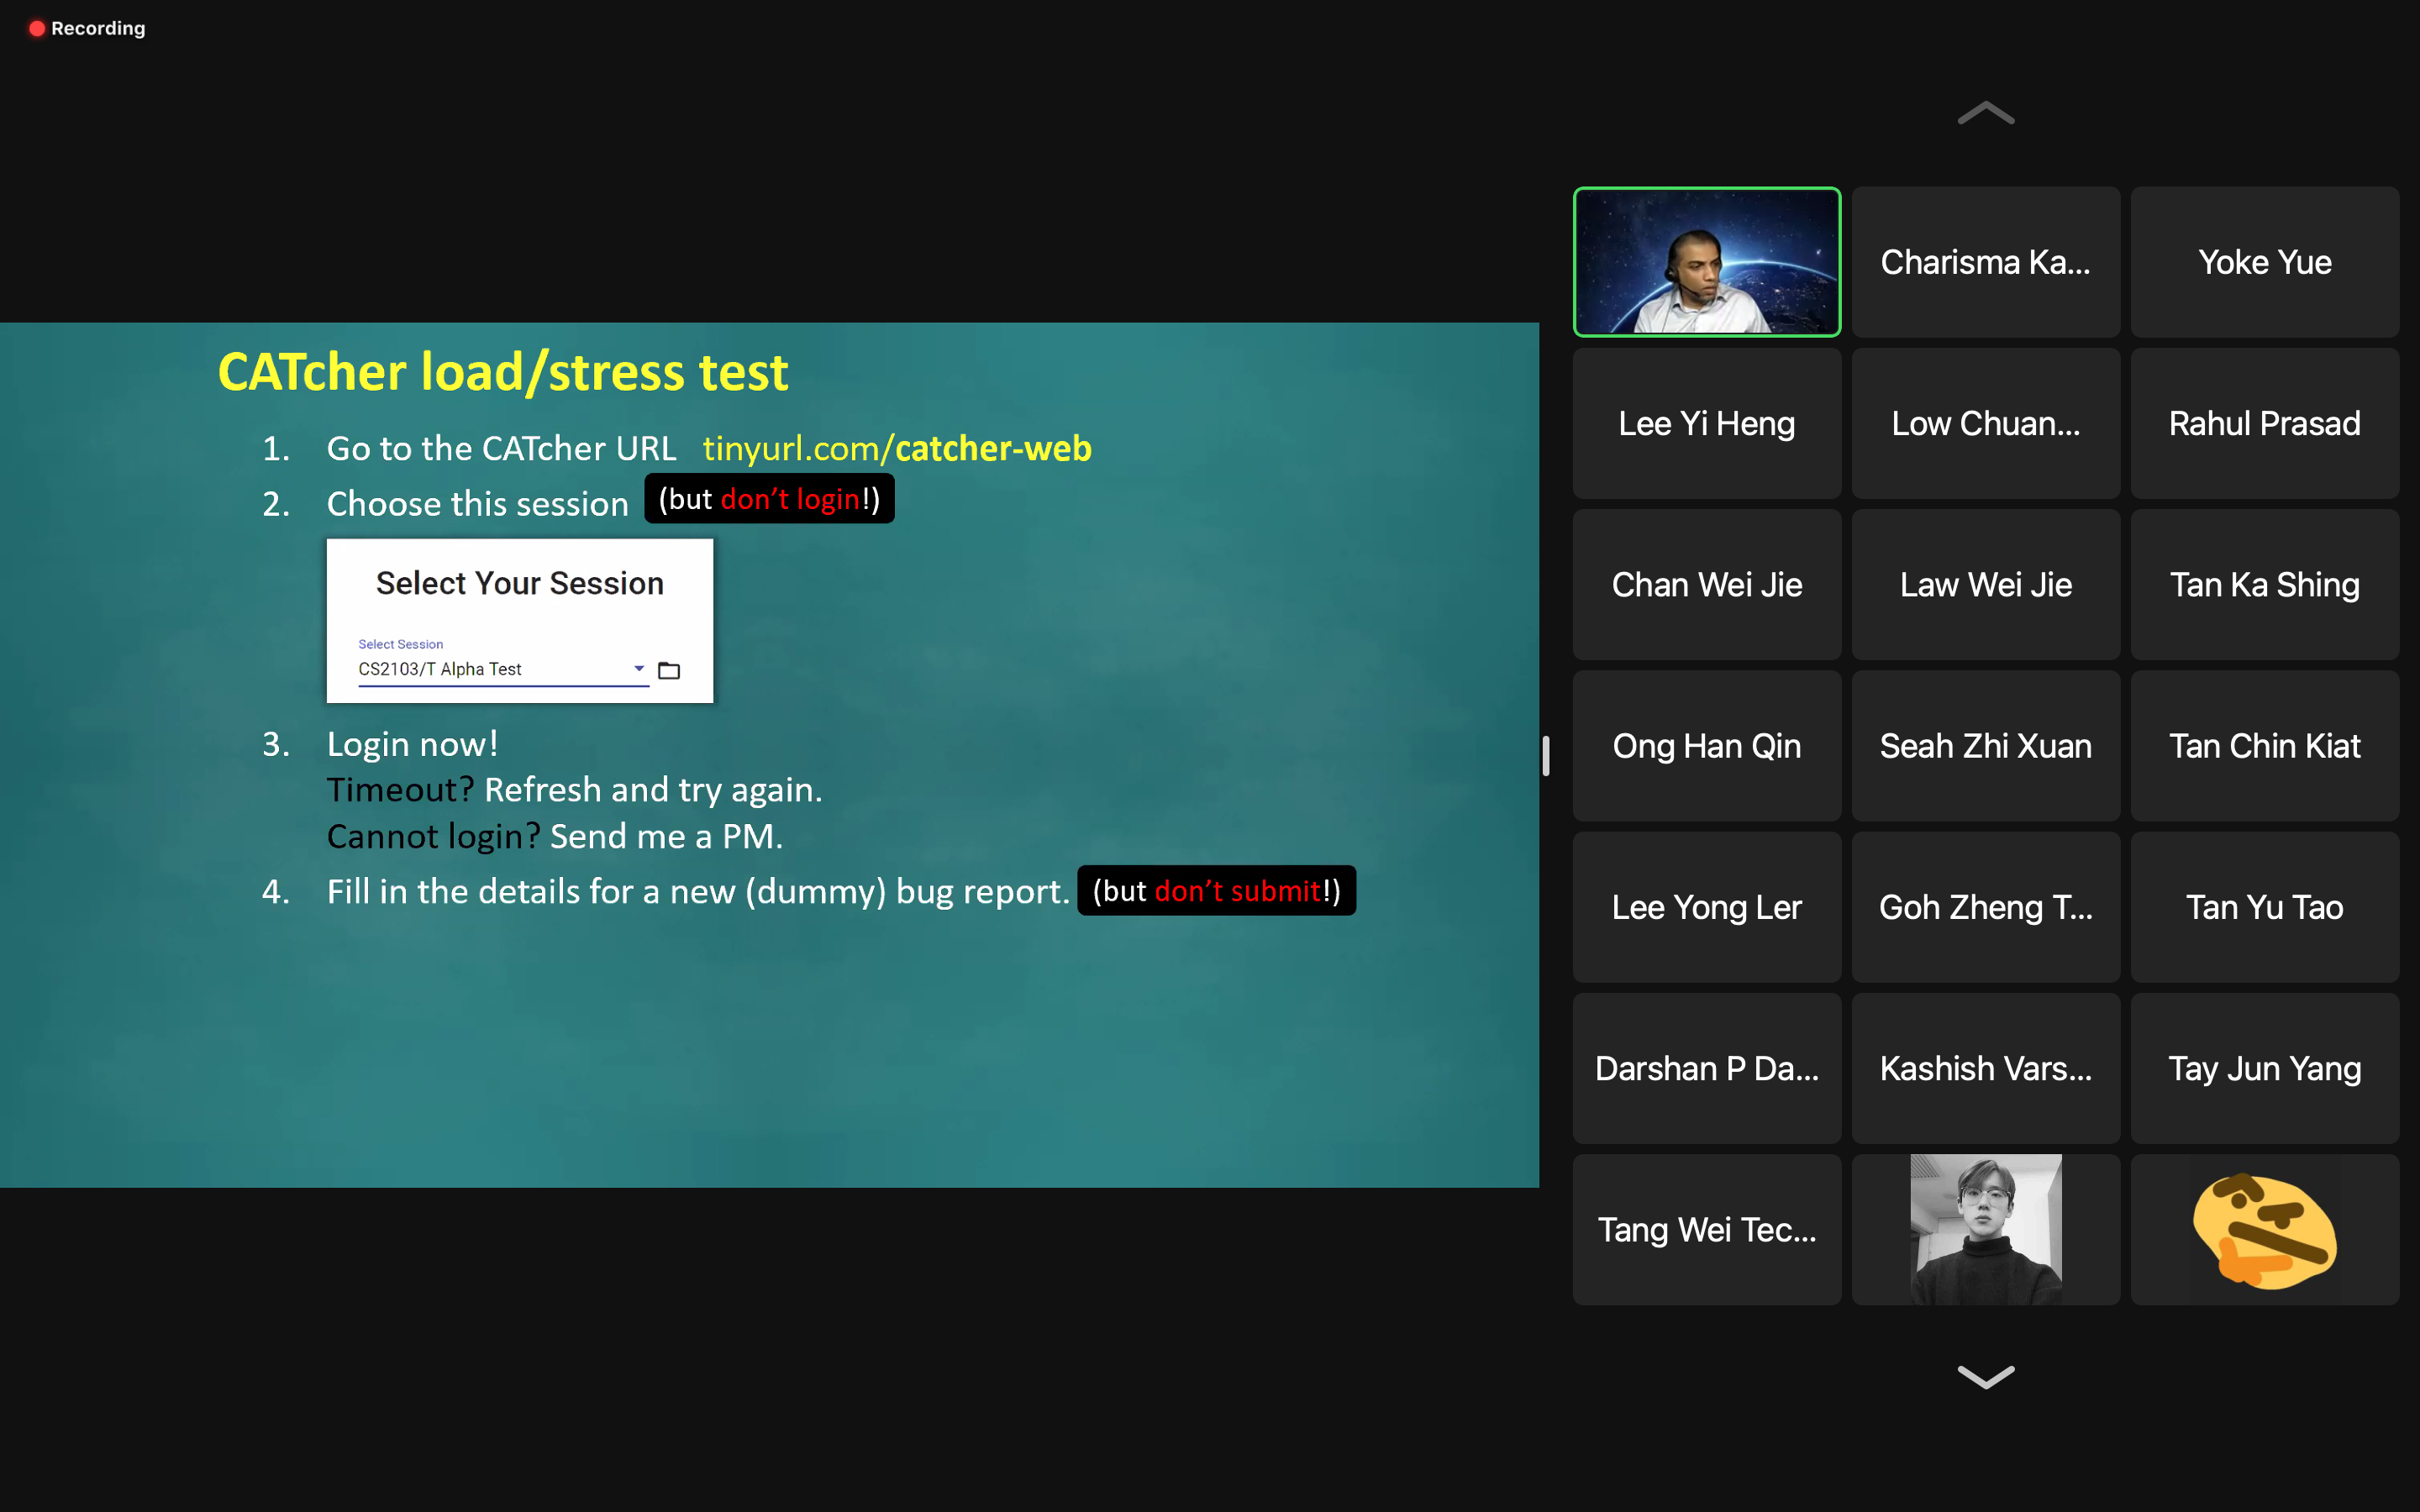 Recording
CATcher load/stress test
1. Go to the CATcher URL tinyurl.com/catcher-web
2. Choose this session (but don't login!)
Select Your Session
Select Session
CS2103/T Alpha Test
3. Login now!
Timeout? Refresh and try again.
Cannot login? Send me a PM.
4. Fill in the details for a new (dummy) bug report. (but don't submit!)
Charisma Ka...
Yoke Yue
Lee Yi Heng
Low Chuan...
Rahul Prasad
Chan Wei Jie
Law Wei Jie
Tan Ka Shing
Ong Han Qin
Seah Zhi Xuan
Tan Chin Kiat
Lee Yong Ler
Goh Zheng T...
Tan Yu Tao
Darshan P Da...
Kashish Vars...
Tay Jun Yang
Tang Wei Tec...